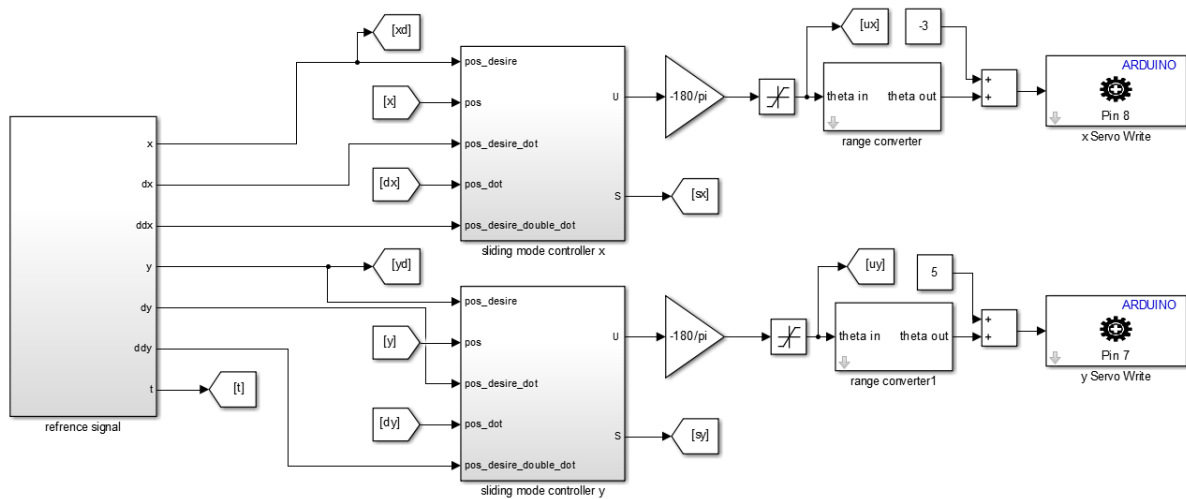 [xd]
[ux]
-3
ARDUINO
pos_desire
[x]
pos
U
-180/pi
theta in
theta out
+
+
Pin 8
x Servo Write
range converter
x
pos_desire_dot
dx
[dx]
pos_dot
S
[sx]
ddx
pos_desire_double_dot
sliding mode controller x
y
[yd]
[uy]
5
ARDUINO
dy
pos_desire
[y]
pos
U
-180/pi
theta in
theta out
+
+
Pin 7
y Servo Write
range converter1
ddy
pos_desire_dot
t
[t]
refrence signal
[dy]
pos_dot
S
[sy]
pos_desire_double_dot
sliding mode controller y